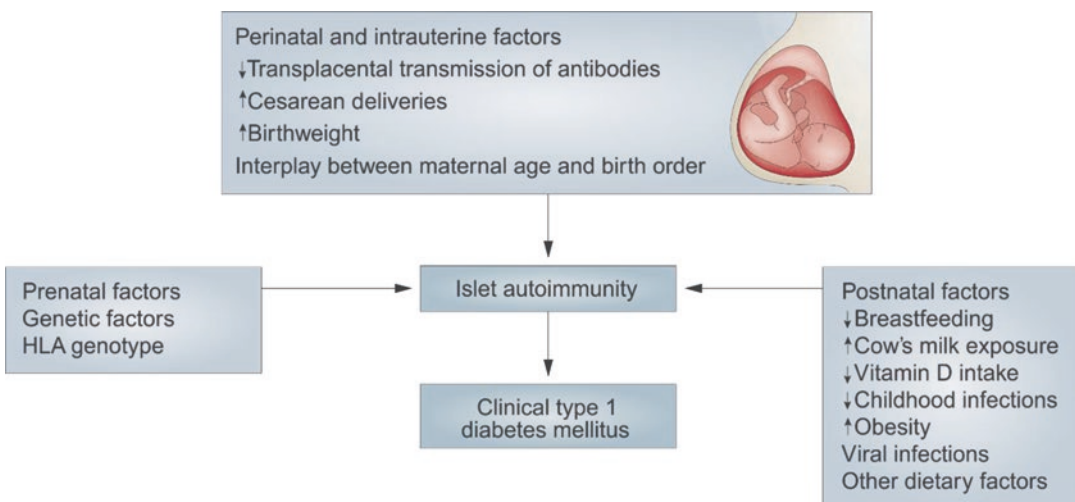 Perinatal and intrauterine factors
↓Transplacental transmission of antibodies
↑Cesarean deliveries
↑Birthweight
Interplay between maternal age and birth order
Prenatal factors
Genetic factors
HLA genotype
Islet autoimmunity
Clinical type 1
diabetes mellitus
Postnatal factors
↓Breastfeeding
↑Cow's milk exposure
↓Vitamin D intake
↓Childhood infections
↑Obesity
Viral infections
Other dietary factors